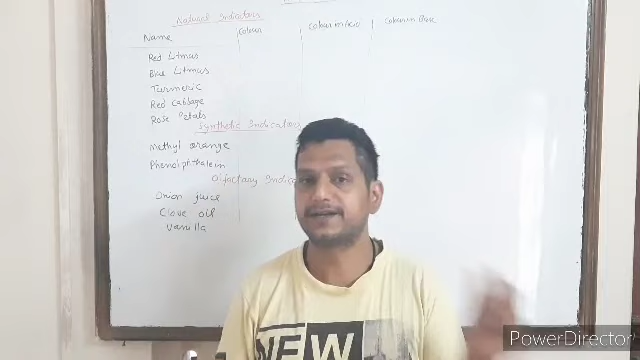 Natural Indicators
Name Colour Colour in Acid Colour in Base
Red Litmus
Blue Litmus
Turmeric
Red Cabbage
Rose Petals
Synthetic Indicators
Methyl orange
Phenolphthalein
Olfactory Indic
Onion juice
Clove oil
Vanilla
NEW
PowerDirector